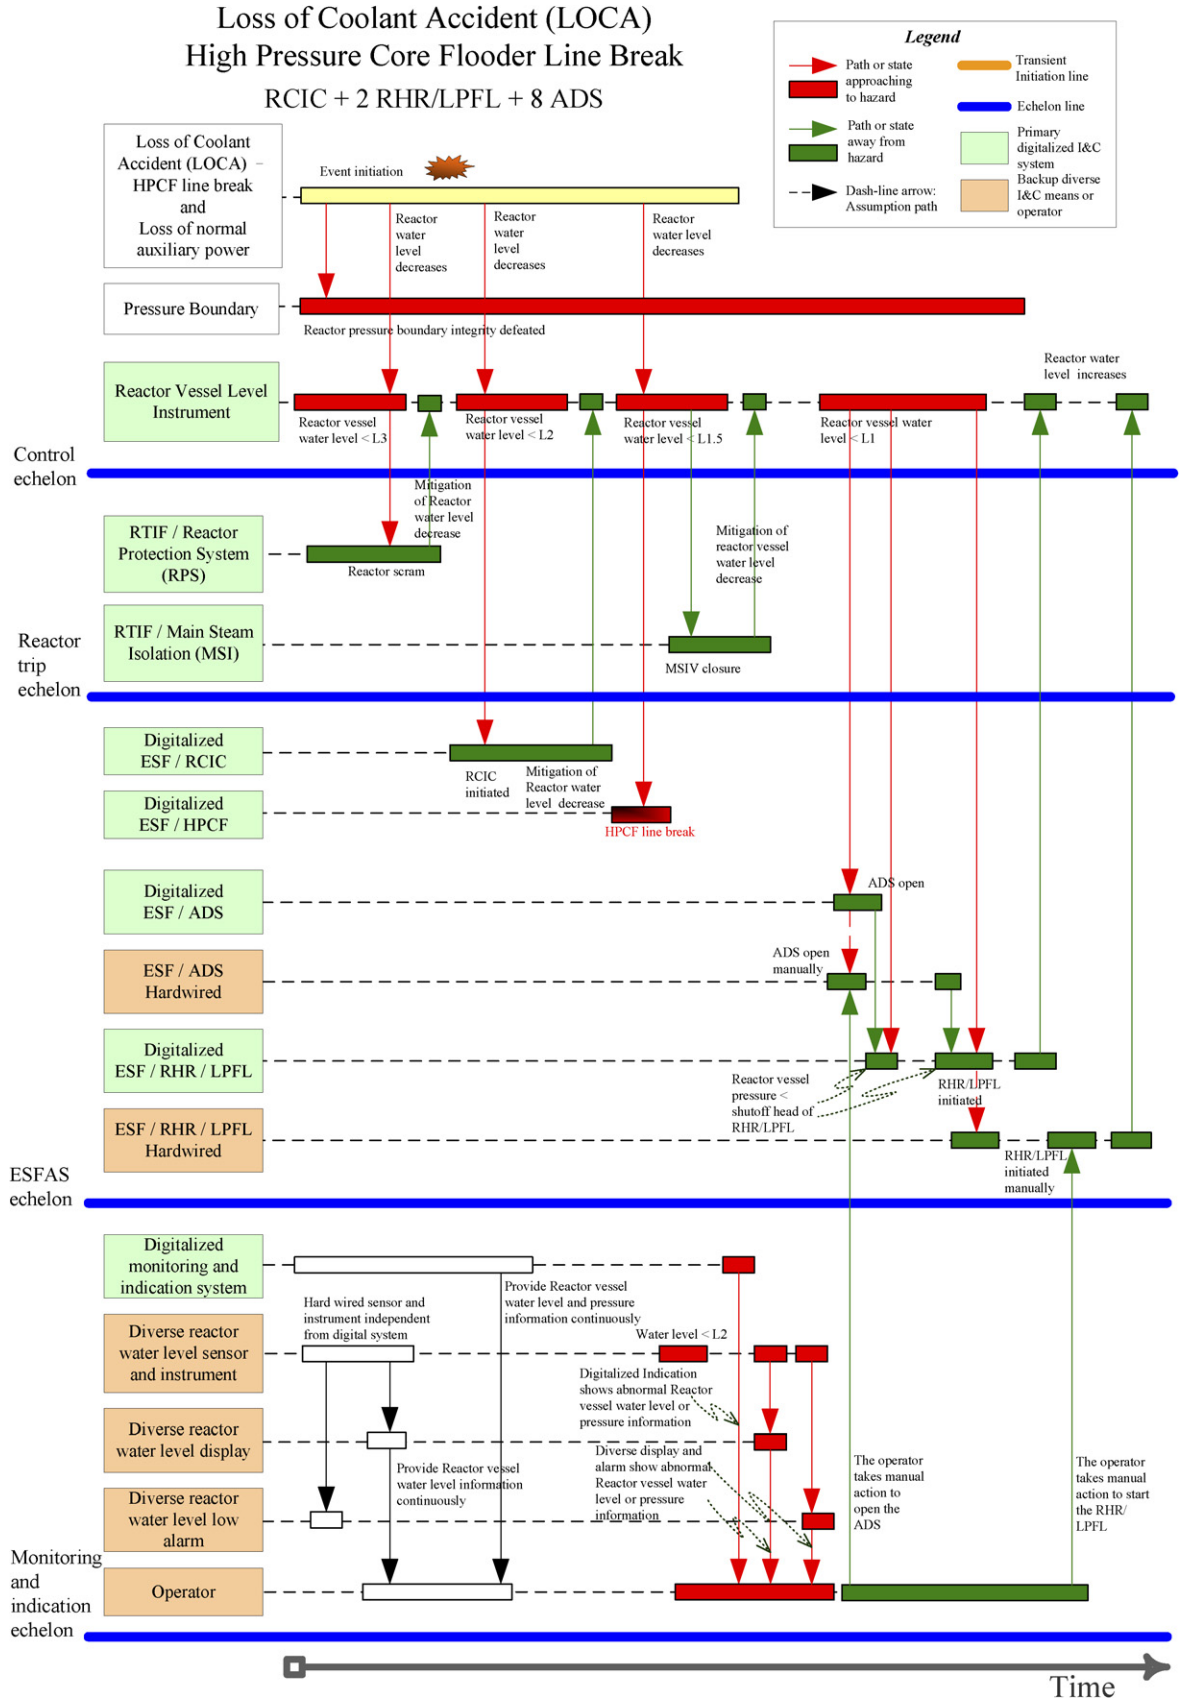 Loss of Coolant Accident (LOCA)
High Pressure Core Flooder Line Break
RCIC + 2 RHR/LPFL + 8 ADS
Legend
Path or state
approaching
to hazard
Transient
Initiation line
Echelon line
Path or state
away from
hazard
Primary
digitalized I&C
system
Dash-line arrow:
Assumption path
Backup diverse
I&C means or
operator
Loss of Coolant
Accident (LOCA) –
HPCF line break
and
Loss of normal
auxiliary power
Event initiation
Reactor
water
level
decreases
Reactor
water
level
decreases
Reactor
water level
decreases
Pressure Boundary
Reactor pressure boundary integrity defeated
Reactor Vessel Level
Instrument
Reactor vessel
water level < L3
Reactor vessel
water level < L2
Reactor vessel
water level < L1.5
Reactor vessel water
level < L1
Reactor water
level increases
Control
echelon
RTIF / Reactor
Protection System
(RPS)
Reactor scram
Mitigation
of Reactor
water level
decrease
Mitigation of
reactor vessel
water level
decrease
RTIF / Main Steam
Isolation (MSI)
MSIV closure
Reactor
trip
echelon
Digitalized
ESF / RCIC
RCIC
initiated
Mitigation of
Reactor water
level decrease
Digitalized
ESF / HPCF
HPCF line break
Digitalized
ESF / ADS
ADS open
ESF / ADS
Hardwired
ADS open
manually
Digitalized
ESF / RHR / LPFL
Reactor vessel
pressure <
shutoff head of
RHR/LPFL
RHR/LPFL
initiated
ESF / RHR / LPFL
Hardwired
RHR/LPFL
initiated
manually
ESFAS
echelon
Digitalized
monitoring and
indication system
Provide Reactor vessel
water level and pressure
information continuously
Hard wired sensor and
instrument independent
from digital system
Diverse reactor
water level sensor
and instrument
Water level < L2
Digitalized Indication
shows abnormal Reactor
vessel water level or
pressure information
Diverse reactor
water level display
Provide Reactor vessel
water level information
continuously
Diverse display and
alarm show abnormal
Reactor vessel water
level or pressure
information
The operator
takes manual
action to
open the
ADS
The operator
takes manual
action to start
the RHR/
LPFL
Diverse reactor
water level low
alarm
Operator
Monitoring
and
indication
echelon
Time